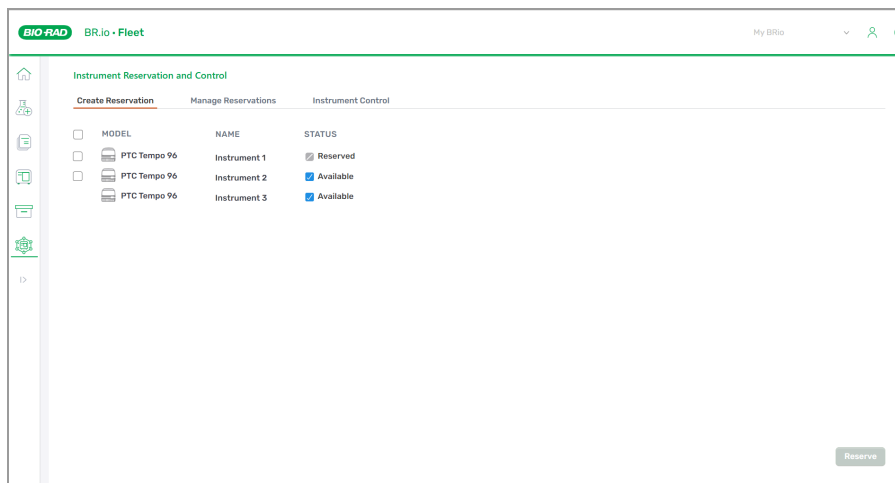 BIO-RAD BR.io • Fleet My BRio
Instrument Reservation and Control
Create Reservation Manage Reservations Instrument Control
MODEL NAME STATUS
PTC Tempo 96 Instrument 1 Reserved
PTC Tempo 96 Instrument 2 Available
PTC Tempo 96 Instrument 3 Available
Reserve